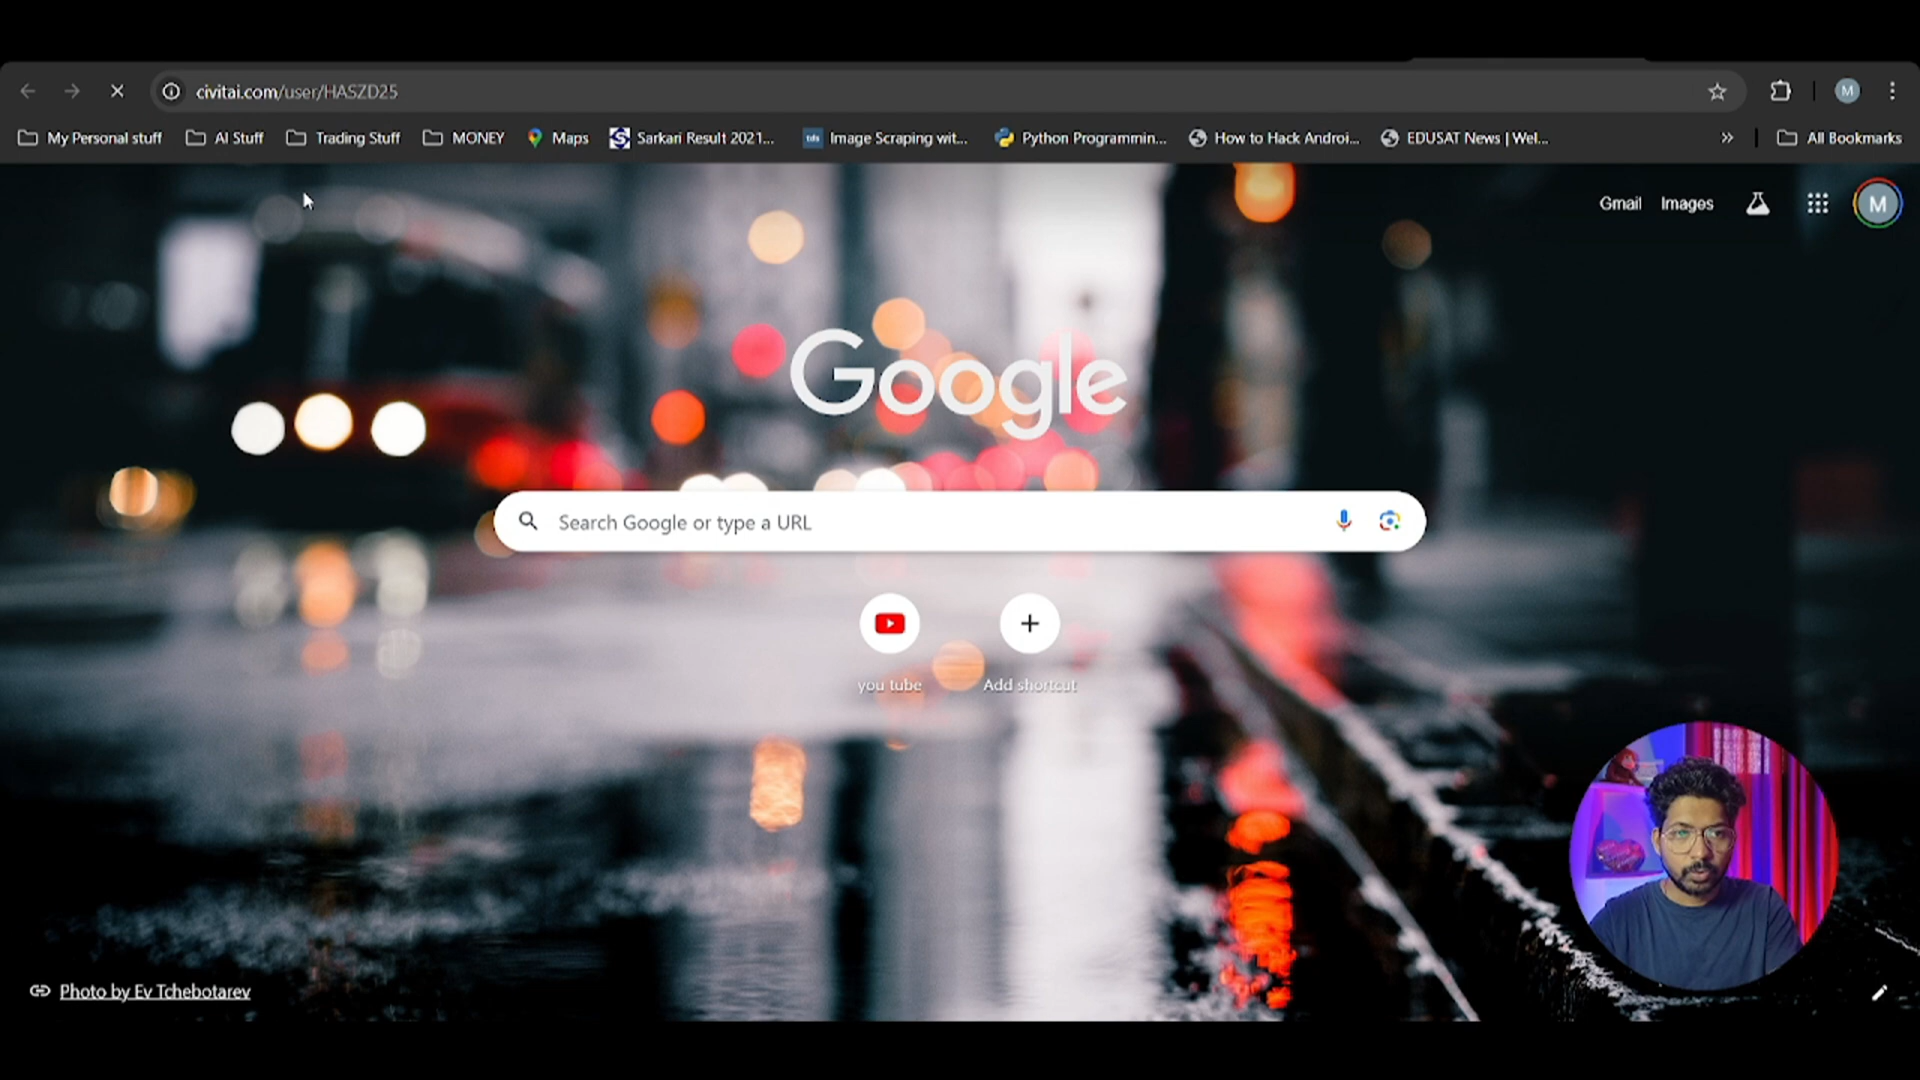 civitai.com/user/HASZD25
M
My Personal stuff
AI Stuff
Trading Stuff
MONEY
Maps
Sarkari Result 2021...
tds
Image Scraping wit...
Python Programmin...
How to Hack Androi...
EDUSAT News | Wel...
All Bookmarks
Gmail
Images
M
Google
Search Google or type a URL
you tube
Add shortcut
Photo by Ev Tchebotarev